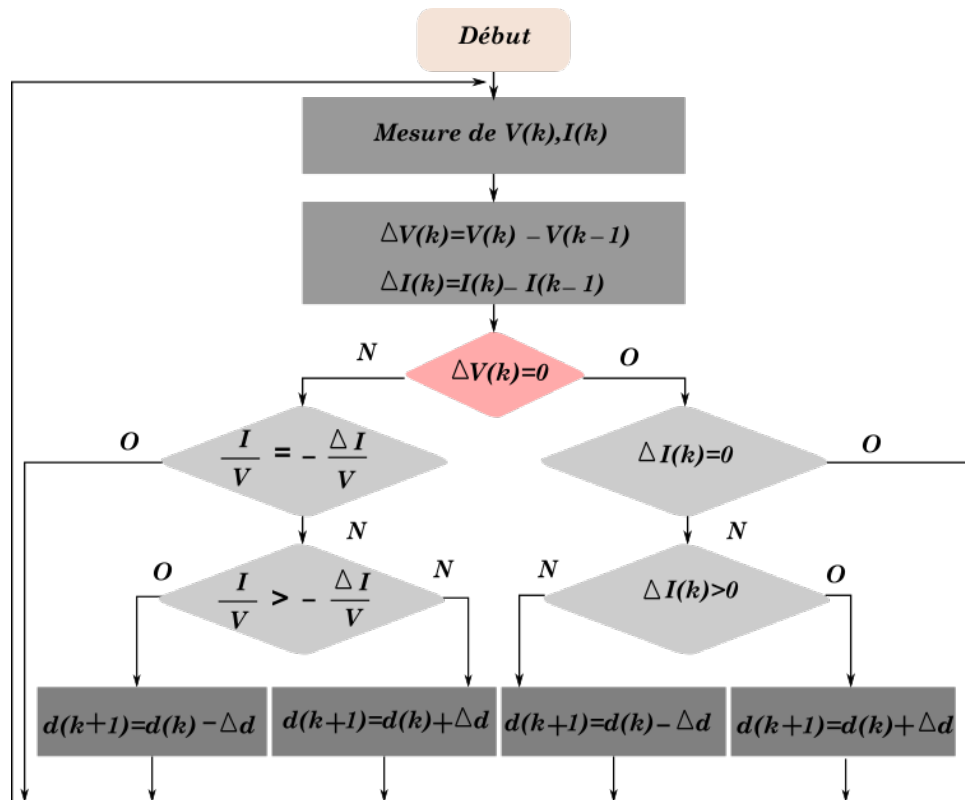 Début
Mesure de V(k),I(k)
△V(k)=V(k) – V(k–1)
△I(k)=I(k)– I(k–1)
N
△V(k)=0
O
O
I/V = – △I/V
△I(k)=0
O
N
N
O
I/V > – △I/V
N
N
△I(k)>0
O
d(k+1)=d(k) –△d
d(k+1)=d(k)+△d
d(k+1)=d(k)–△d
d(k+1)=d(k)+△d